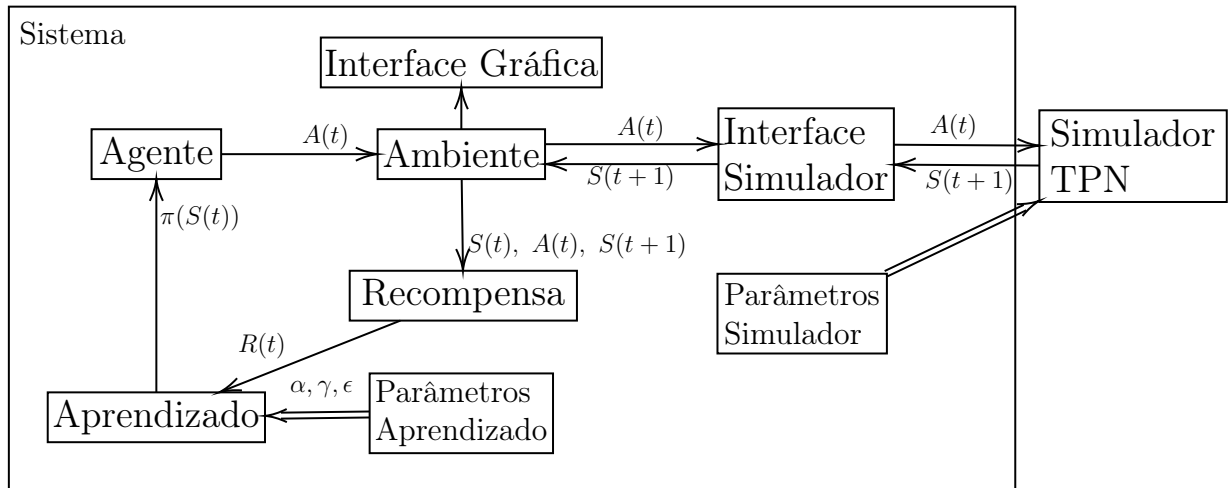 Sistema
Interface Gráfica
Agente
A(t)
Ambiente
A(t)
S(t + 1)
Interface
Simulador
A(t)
S(t + 1)
Simulador
TPN
π(S(t))
S(t), A(t), S(t + 1)
Recompensa
Parâmetros
Simulador
R(t)
α, γ, ϵ
Aprendizado
Parâmetros
Aprendizado